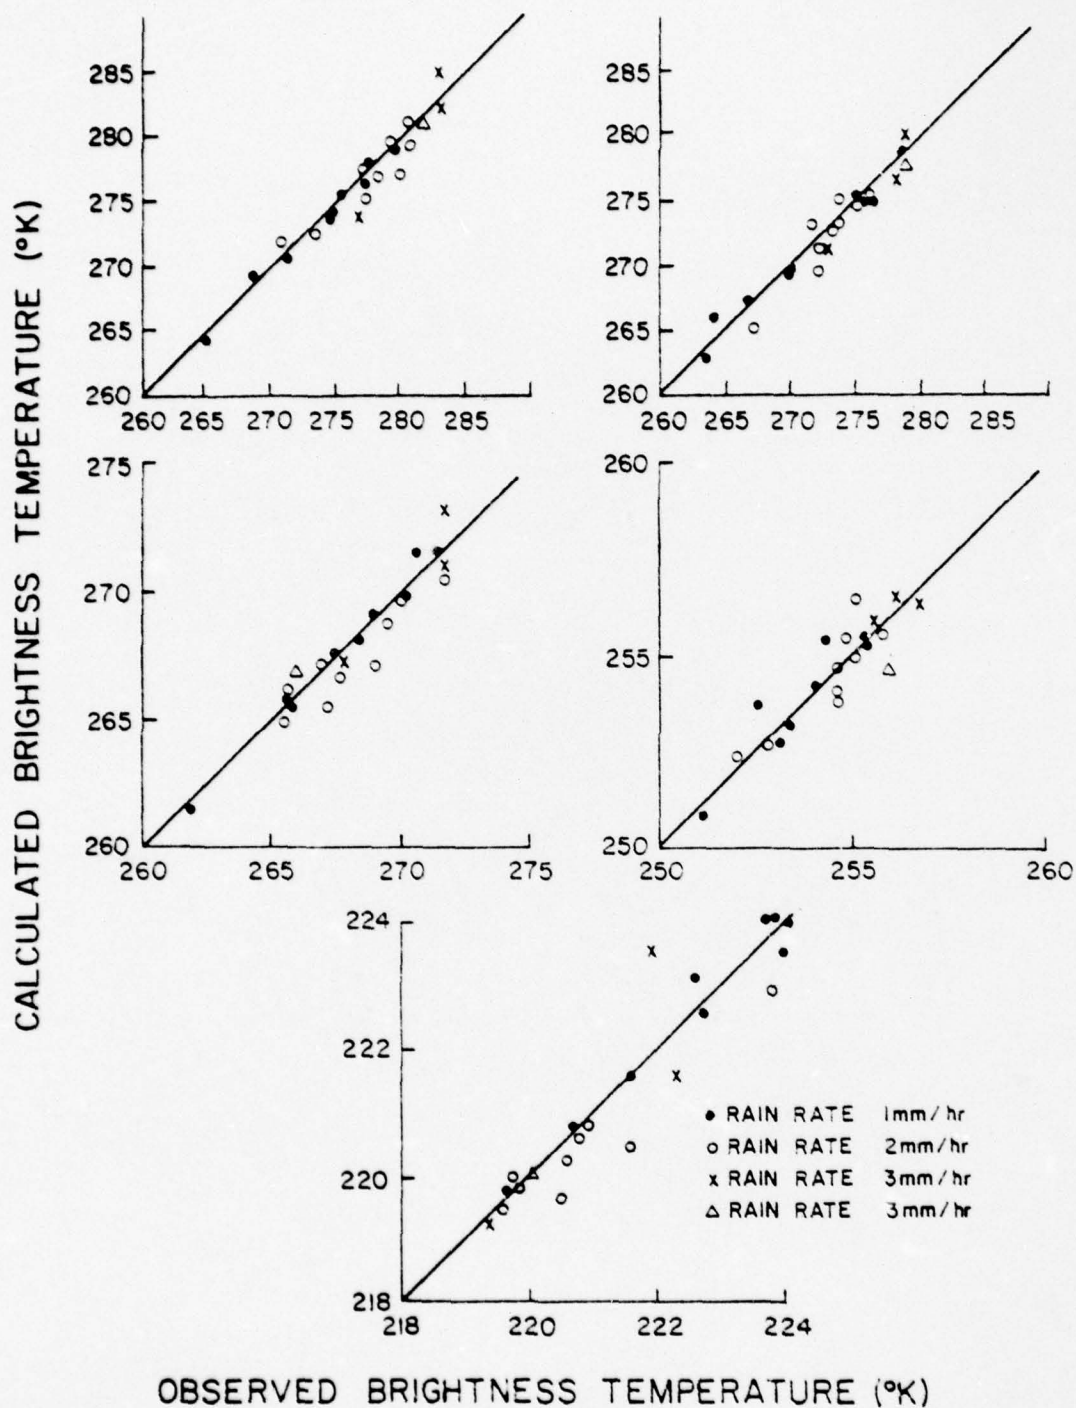 CALCULATED BRIGHTNESS TEMPERATURE (°K)
285
280
275
270
265
260
260 265 270 275 280 285
285
280
275
270
265
260
260 265 270 275 280 285
275
270
265
260
260 265 270 275
260
255
250
250 255 260
224
222
220
218
218 220 222 224
• RAIN RATE 1mm/hr
o RAIN RATE 2mm/hr
x RAIN RATE 3mm/hr
△ RAIN RATE 3mm/hr
OBSERVED BRIGHTNESS TEMPERATURE (°K)